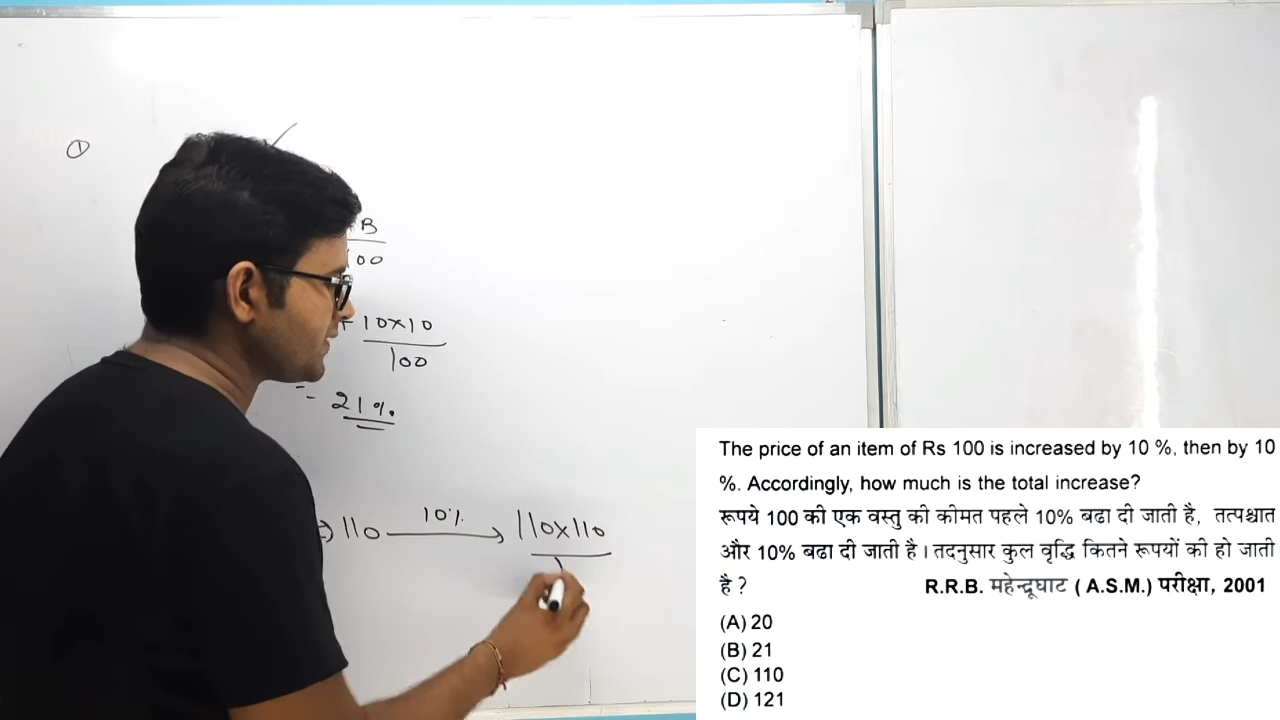 ①
B
100
+ 10×10
100
= 21%
110 10% 110×110
The price of an item of Rs 100 is increased by 10 %, then by 10
%. Accordingly, how much is the total increase?
रूपये 100 की एक वस्तु की कीमत पहले 10% बढा दी जाती है, तत्पश्चात
और 10% बढा दी जाती है। तदनुसार कुल वृद्धि कितने रूपयों की हो जाती
है ? R.R.B. महेन्द्रूघाट ( A.S.M.) परीक्षा, 2001
(A) 20
(B) 21
(C) 110
(D) 121